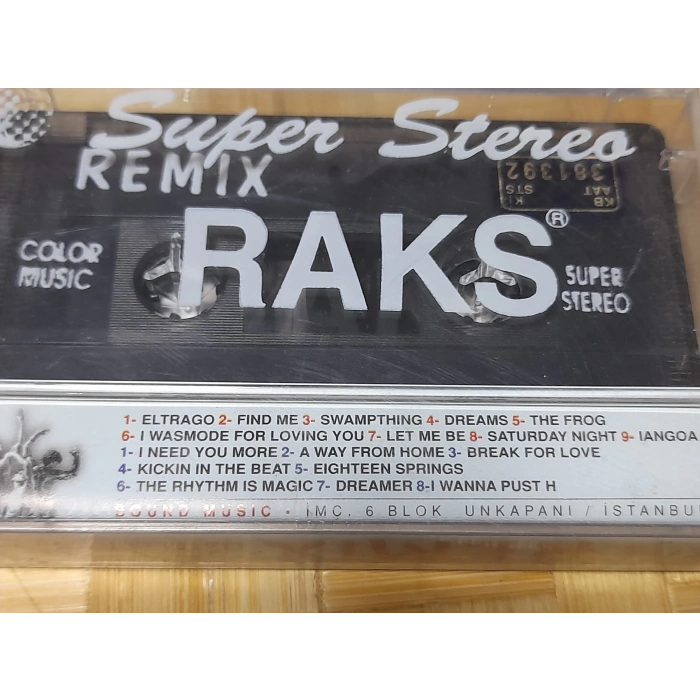 Super Stereo
REMIX
KB KI
AAT STS
381392
RAKS®
COLOR
MUSIC
SUPER
STEREO
1- ELTRAGO 2- FIND ME 3- SWAMPTHING 4- DREAMS 5- THE FROG
6- I WASMODE FOR LOVING YOU 7- LET ME BE 8- SATURDAY NIGHT 9- IANGOA
1- I NEED YOU MORE 2- A WAY FROM HOME 3- BREAK FOR LOVE
4- KICKIN IN THE BEAT 5- EIGHTEEN SPRINGS
6- THE RHYTHM IS MAGIC 7- DREAMER 8-I WANNA PUST H
SOUND MUSIC • İMÇ. 6 BLOK UNKAPANI / İSTANBUL